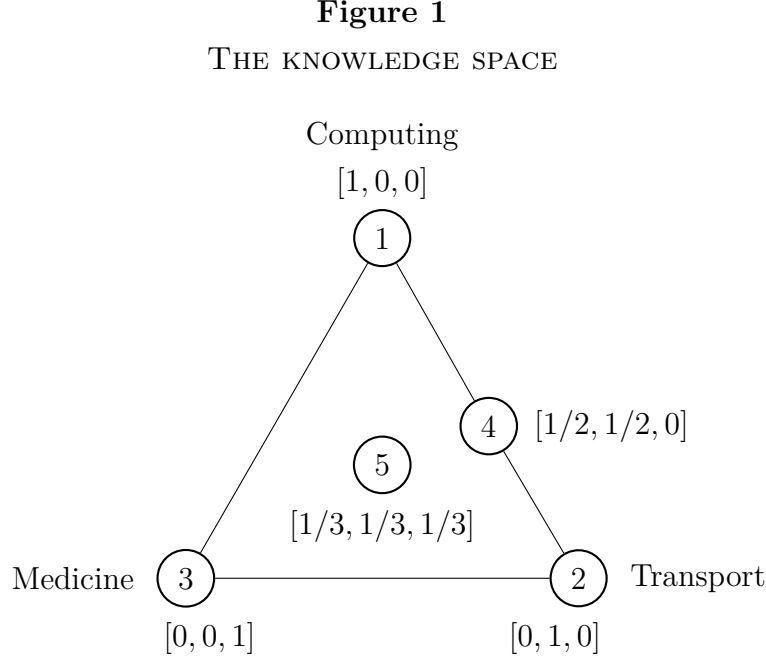 Figure 1
THE KNOWLEDGE SPACE
Computing
[1, 0, 0]
1
4
[1/2, 1/2, 0]
5
[1/3, 1/3, 1/3]
Medicine
3
2
Transport
[0, 0, 1]
[0, 1, 0]